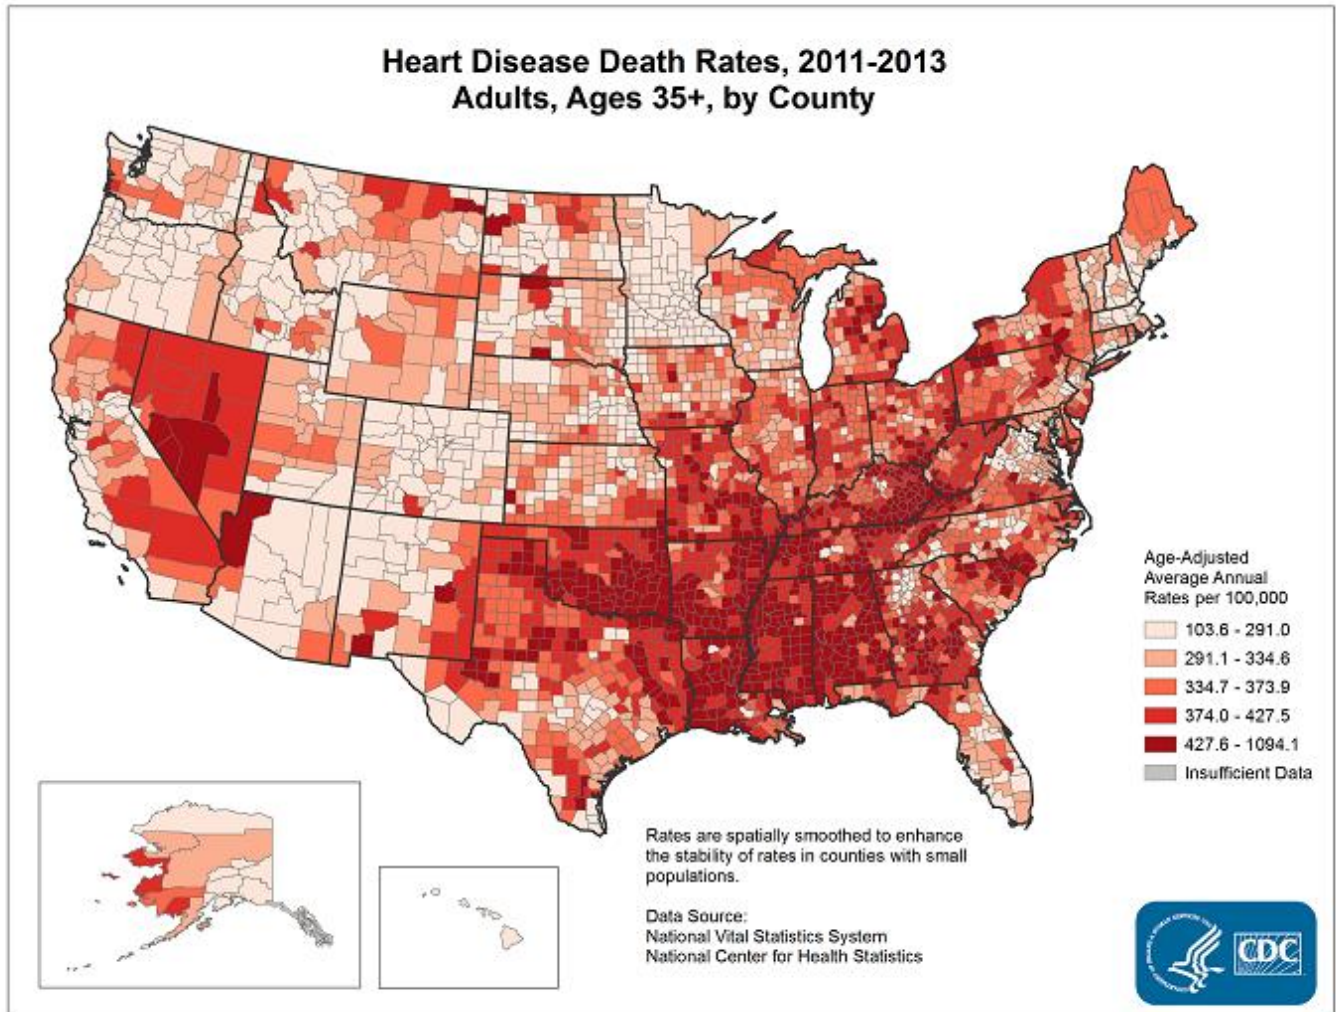 Heart Disease Death Rates, 2011-2013
Adults, Ages 35+, by County
Age-Adjusted
Average Annual
Rates per 100,000
103.6 - 291.0
291.1 - 334.6
334.7 - 373.9
374.0 - 427.5
427.6 - 1094.1
Insufficient Data
Rates are spatially smoothed to enhance
the stability of rates in counties with small
populations.
Data Source:
National Vital Statistics System
National Center for Health Statistics
CDC